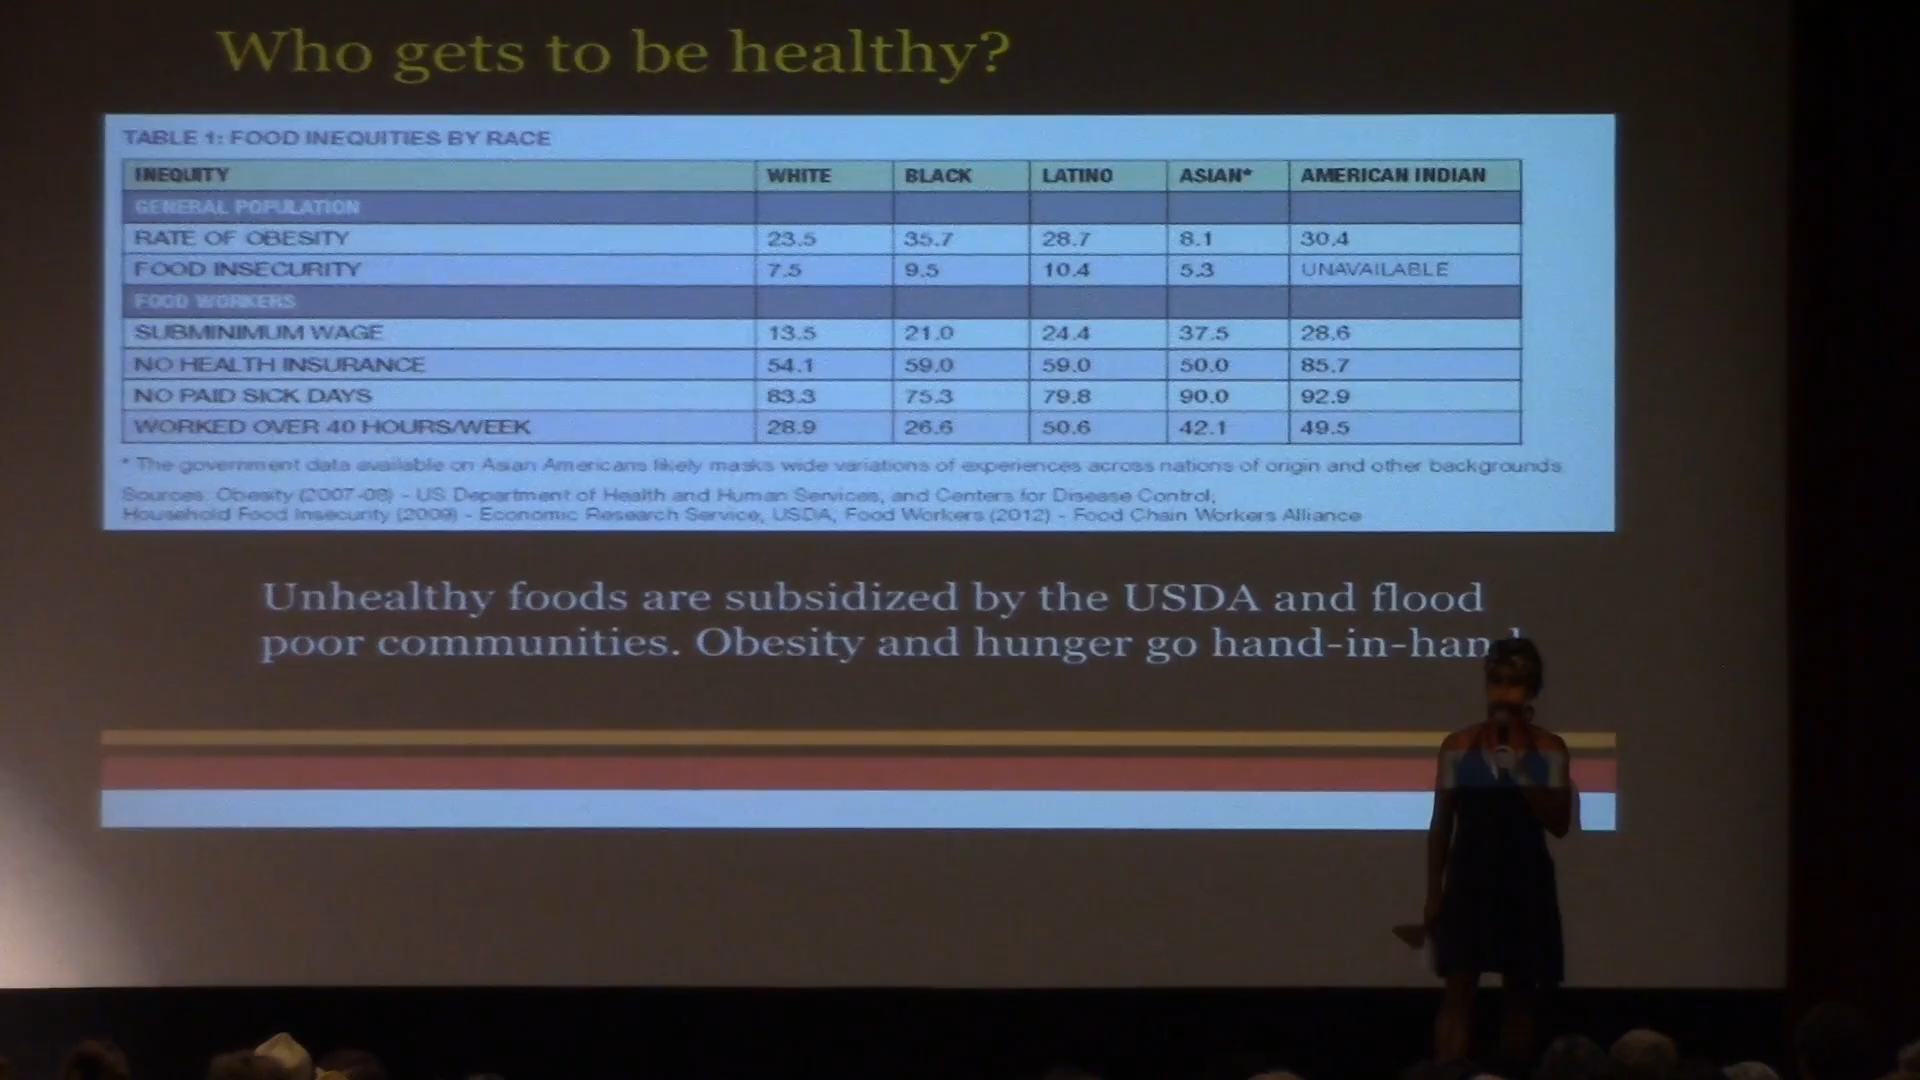 Who gets to be healthy?
TABLE 1: FOOD INEQUITIES BY RACE
INEQUITY WHITE BLACK LATINO ASIAN* AMERICAN INDIAN
GENERAL POPULATION
RATE OF OBESITY 23.5 35.7 28.7 8.1 30.4
FOOD INSECURITY 7.5 9.5 10.4 5.3 UNAVAILABLE
FOOD WORKERS
SUBMINIMUM WAGE 13.5 21.0 24.4 37.5 28.6
NO HEALTH INSURANCE 54.1 59.0 59.0 50.0 85.7
NO PAID SICK DAYS 83.3 75.3 79.8 90.0 92.9
WORKED OVER 40 HOURS/WEEK 28.9 26.6 50.6 42.1 49.5
* The government data available on Asian Americans likely masks wide variations of experiences across nations of origin and other backgrounds.
Sources: Obesity (2007-08) - US Department of Health and Human Services, and Centers for Disease Control;
Household Food Insecurity (2009) - Economic Research Service, USDA; Food Workers (2012) - Food Chain Workers Alliance
Unhealthy foods are subsidized by the USDA and flood
poor communities. Obesity and hunger go hand-in-hand